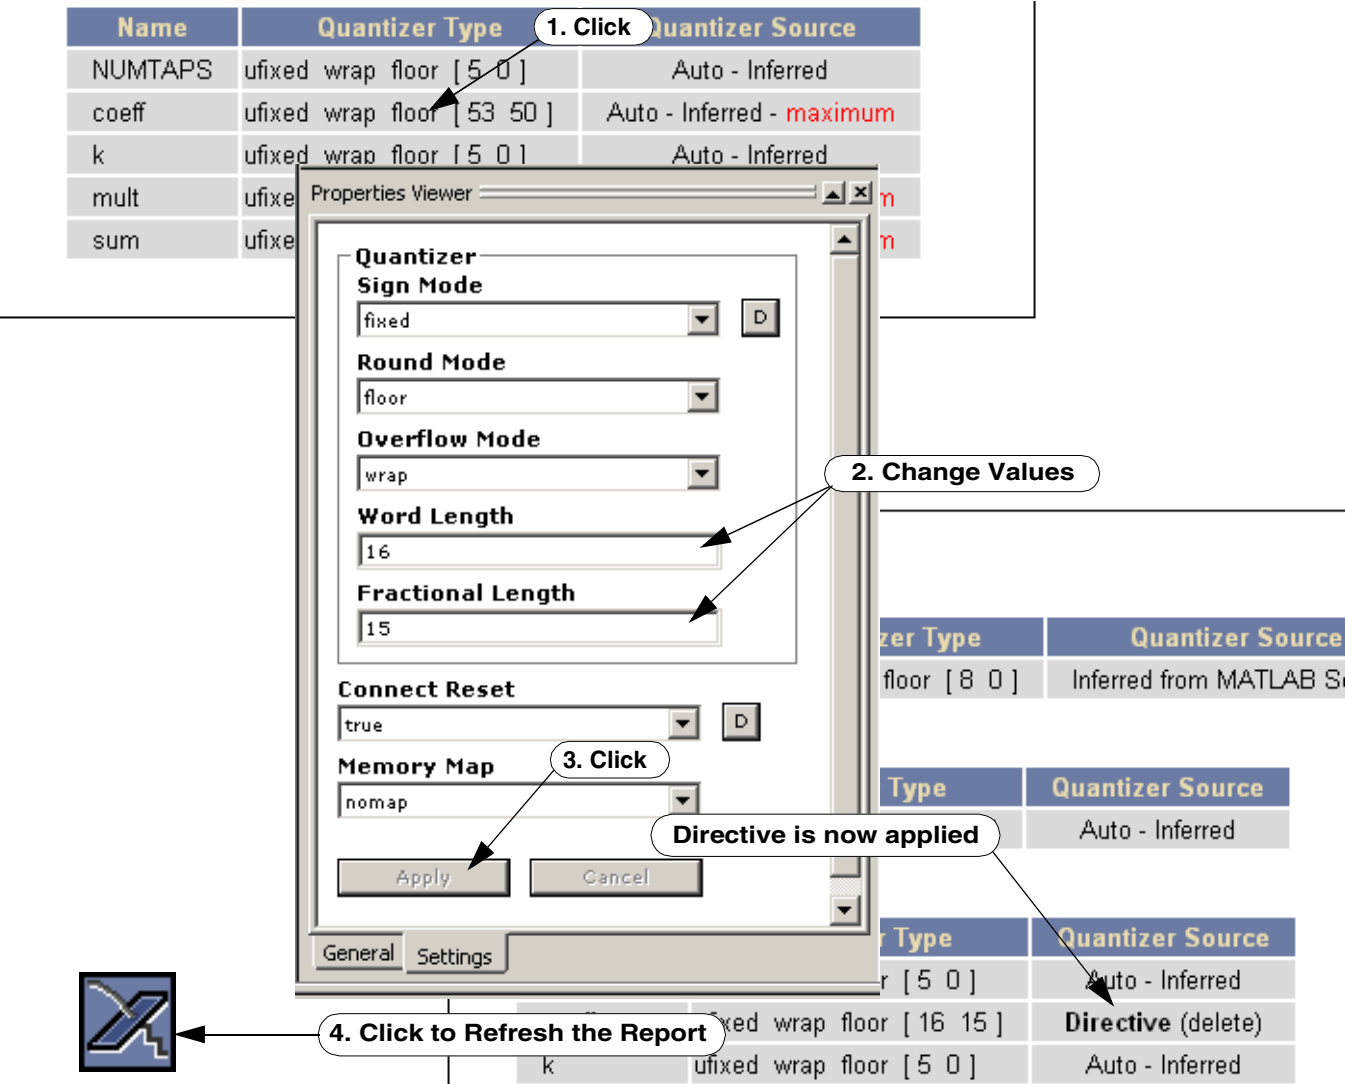 Name Quantizer Type 1. Click Quantizer Source
NUMTAPS ufixed wrap floor [ 5 0 ] Auto - Inferred
coeff ufixed wrap floor [ 53 50 ] Auto - Inferred - maximum
k ufixed wrap floor [ 5 0 ] Auto - Inferred
mult ufixe m
sum ufixe m
Properties Viewer
Quantizer
Sign Mode
fixed D
Round Mode
floor
Overflow Mode
wrap
2. Change Values
Word Length
16
Fractional Length
15
zer Type Quantizer Source
floor [ 8 0 ] Inferred from MATLAB S
Connect Reset
true D
3. Click
Memory Map
nomap
Type Quantizer Source
Directive is now applied
Auto - Inferred
Apply Cancel
General Settings
r Type Quantizer Source
r [ 5 0 ] Auto - Inferred
4. Click to Refresh the Report
xed wrap floor [ 16 15 ] Directive (delete)
k ufixed wrap floor [ 5 0 ] Auto - Inferred